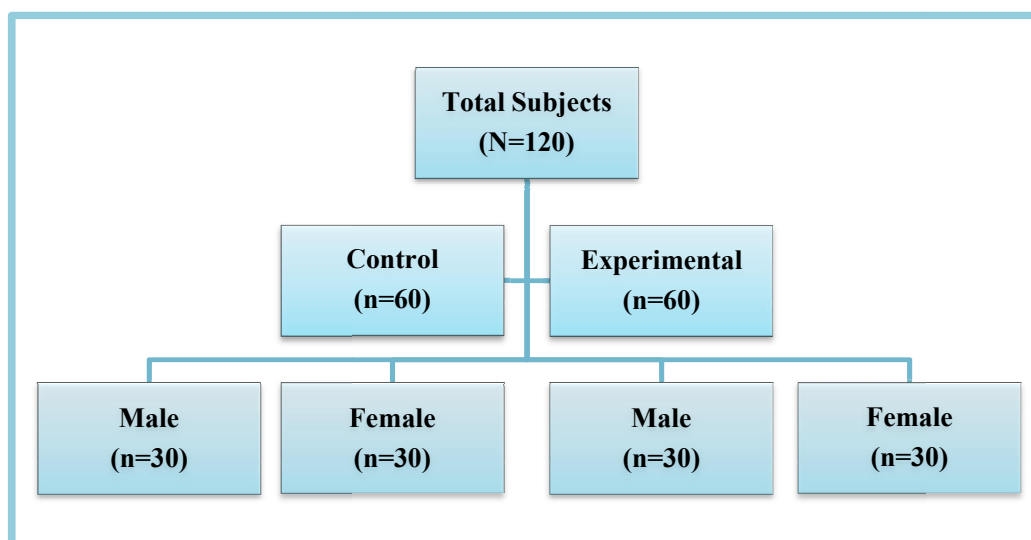 Total Subjects
(N=120)
Control
(n=60)
Experimental
(n=60)
Male
(n=30)
Female
(n=30)
Male
(n=30)
Female
(n=30)